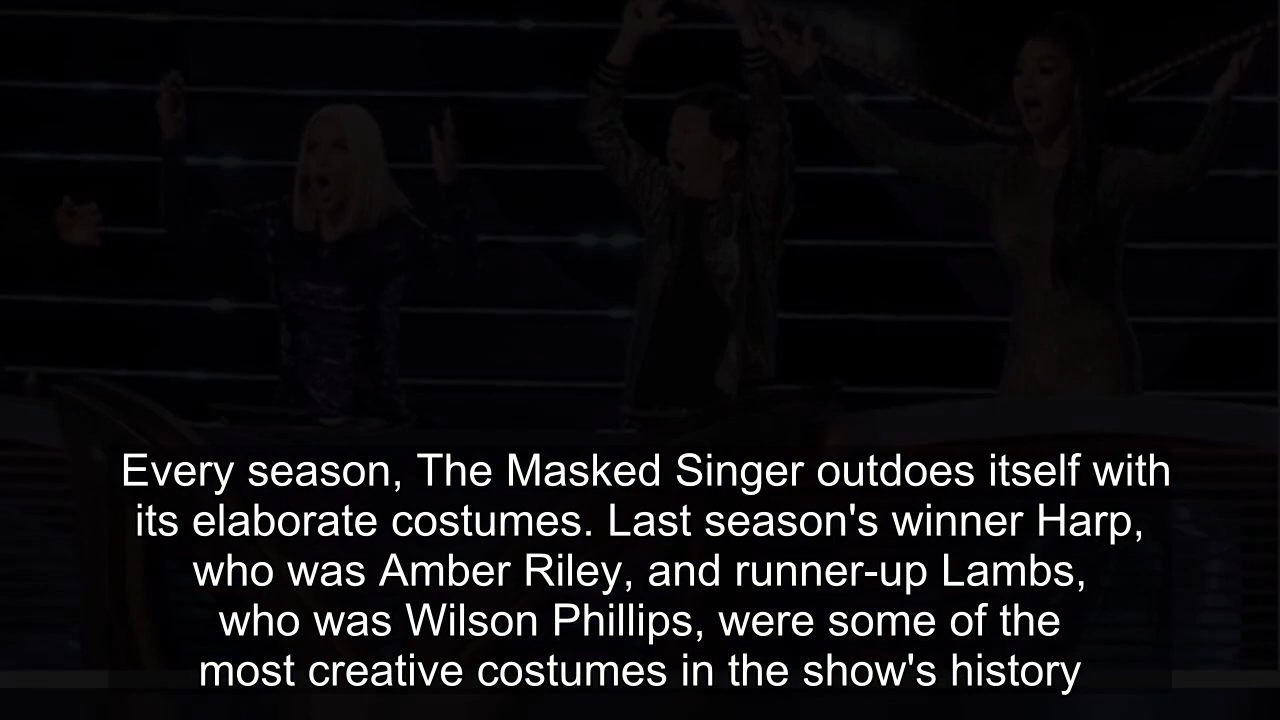 Every season, The Masked Singer outdoes itself with
its elaborate costumes. Last season's winner Harp,
who was Amber Riley, and runner-up Lambs,
who was Wilson Phillips, were some of the
most creative costumes in the show's history